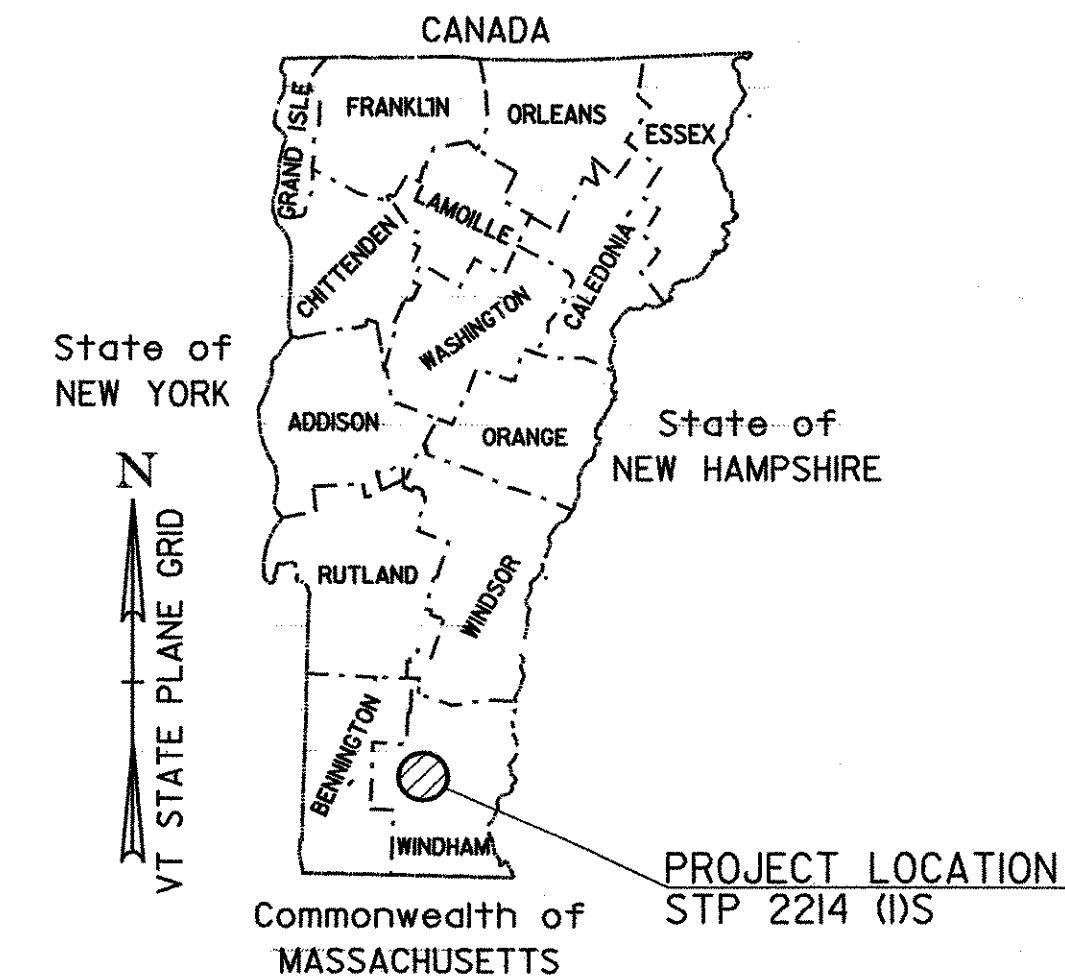 CANADA
GRAND ISLE
FRANKLIN
ORLEANS
ESSEX
LAMOILLE
CHITTENDEN
CALEDONIA
WASHINGTON
State of
NEW YORK
ADDISON
ORANGE
State of
NEW HAMPSHIRE
N
VT STATE PLANE GRID
RUTLAND
WINDSOR
BENNINGTON
WINDHAM
PROJECT LOCATION
STP 2214 (1)S
Commonwealth of
MASSACHUSETTS